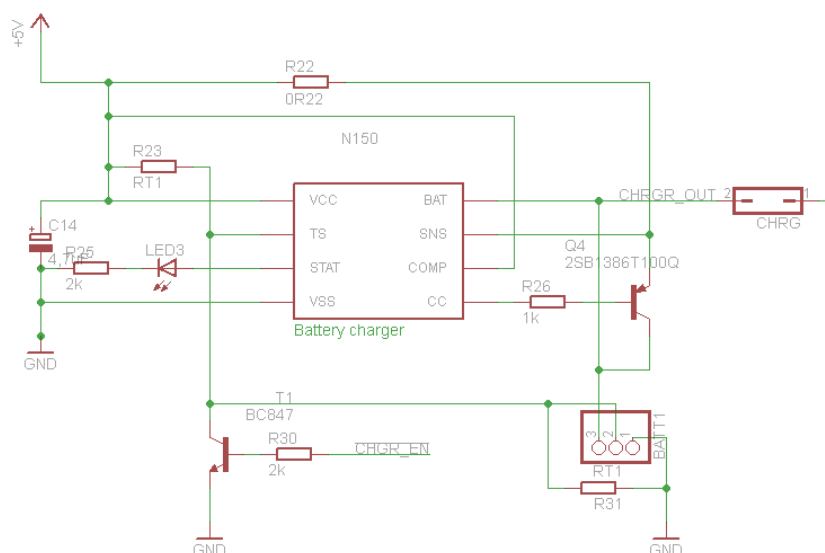 +5V
R22
0R22
N150
R23
RT1
VCC
BAT
CHRGR_OUT
2
1
CHRG
C14
4,7uF
TS
SNS
Q4
2SB1386T100Q
R25
2k
LED3
STAT
COMP
R26
1k
VSS
CC
Battery charger
GND
T1
BC847
R30
2k
CHGR_EN
3
2
1
BATT1
RT1
R31
GND
GND